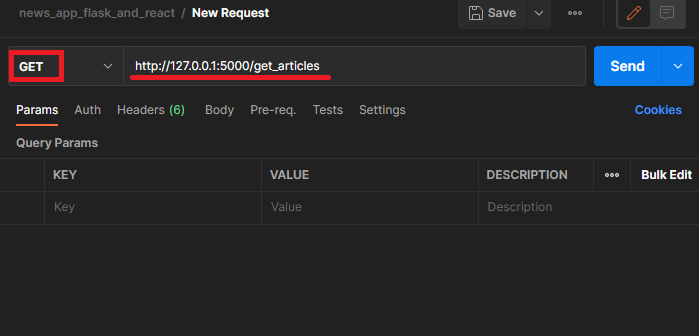 news_app_flask_and_react / New Request Save
GET http://127.0.0.1:5000/get_articles Send
Params Auth Headers (6) Body Pre-req. Tests Settings Cookies
Query Params
KEY VALUE DESCRIPTION Bulk Edit
Key Value Description